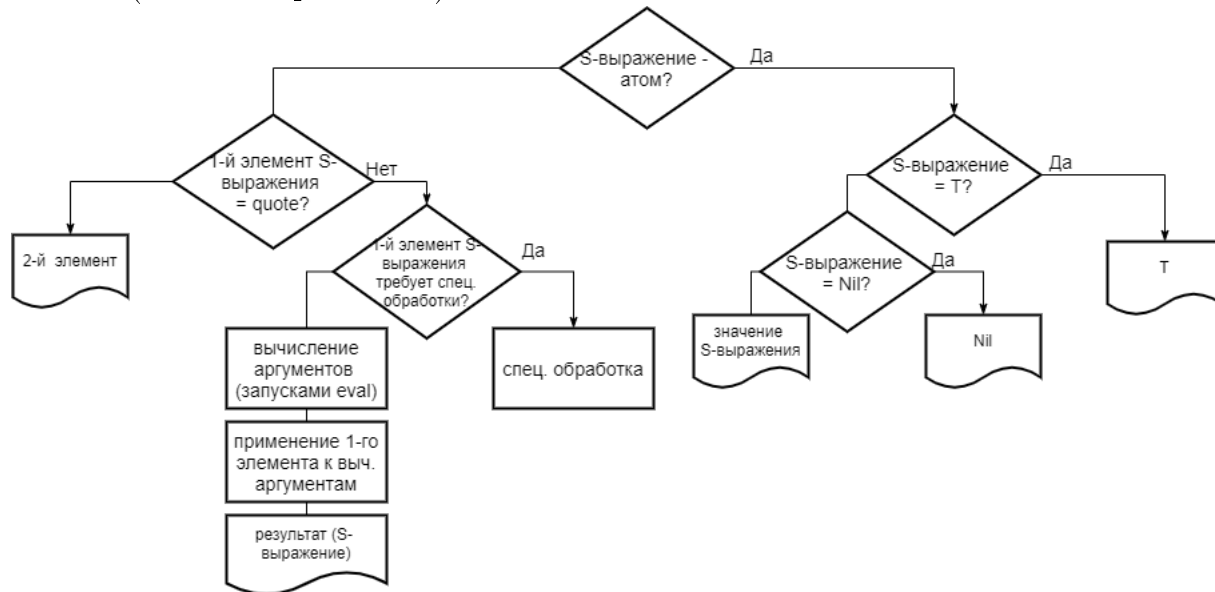 S-выражение -
атом?
Да
1-й элемент S-
выражения
= quote?
Нет
S-выражение
= T?
Да
2-й элемент
1-й элемент S-
выражения
требует спец.
обработки?
Да
S-выражение
= Nil?
Да
T
вычисление
аргументов
(запусками eval)
спец. обработка
значение
S-выражения
Nil
применение 1-го
элемента к выч.
аргументам
результат (S-
выражение)